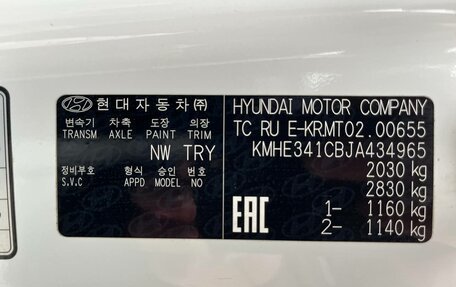 현대자동차㈜
변속기 차축 도장 의장
TRANSM AXLE PAINT TRIM
NW TRY
정비부호 형식 승인 번호
S.V.C APPD MODEL NO
HYUNDAI MOTOR COMPANY
TC RU E-KRMT02.00655
KMHE341CBJA434965
2030 kg
2830 kg
1- 1160 kg
2- 1140 kg
EAC